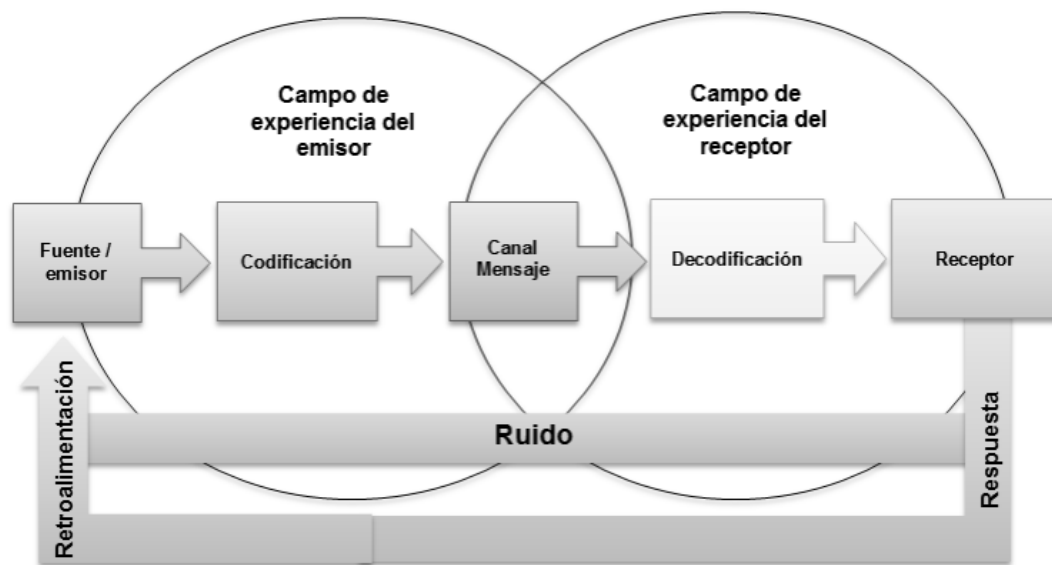 Campo de
experiencia del
emisor
Campo de
experiencia del
receptor
Fuente /
emisor
Codificación
Canal
Mensaje
Decodificación
Receptor
Retroalimentación
Ruido
Respuesta